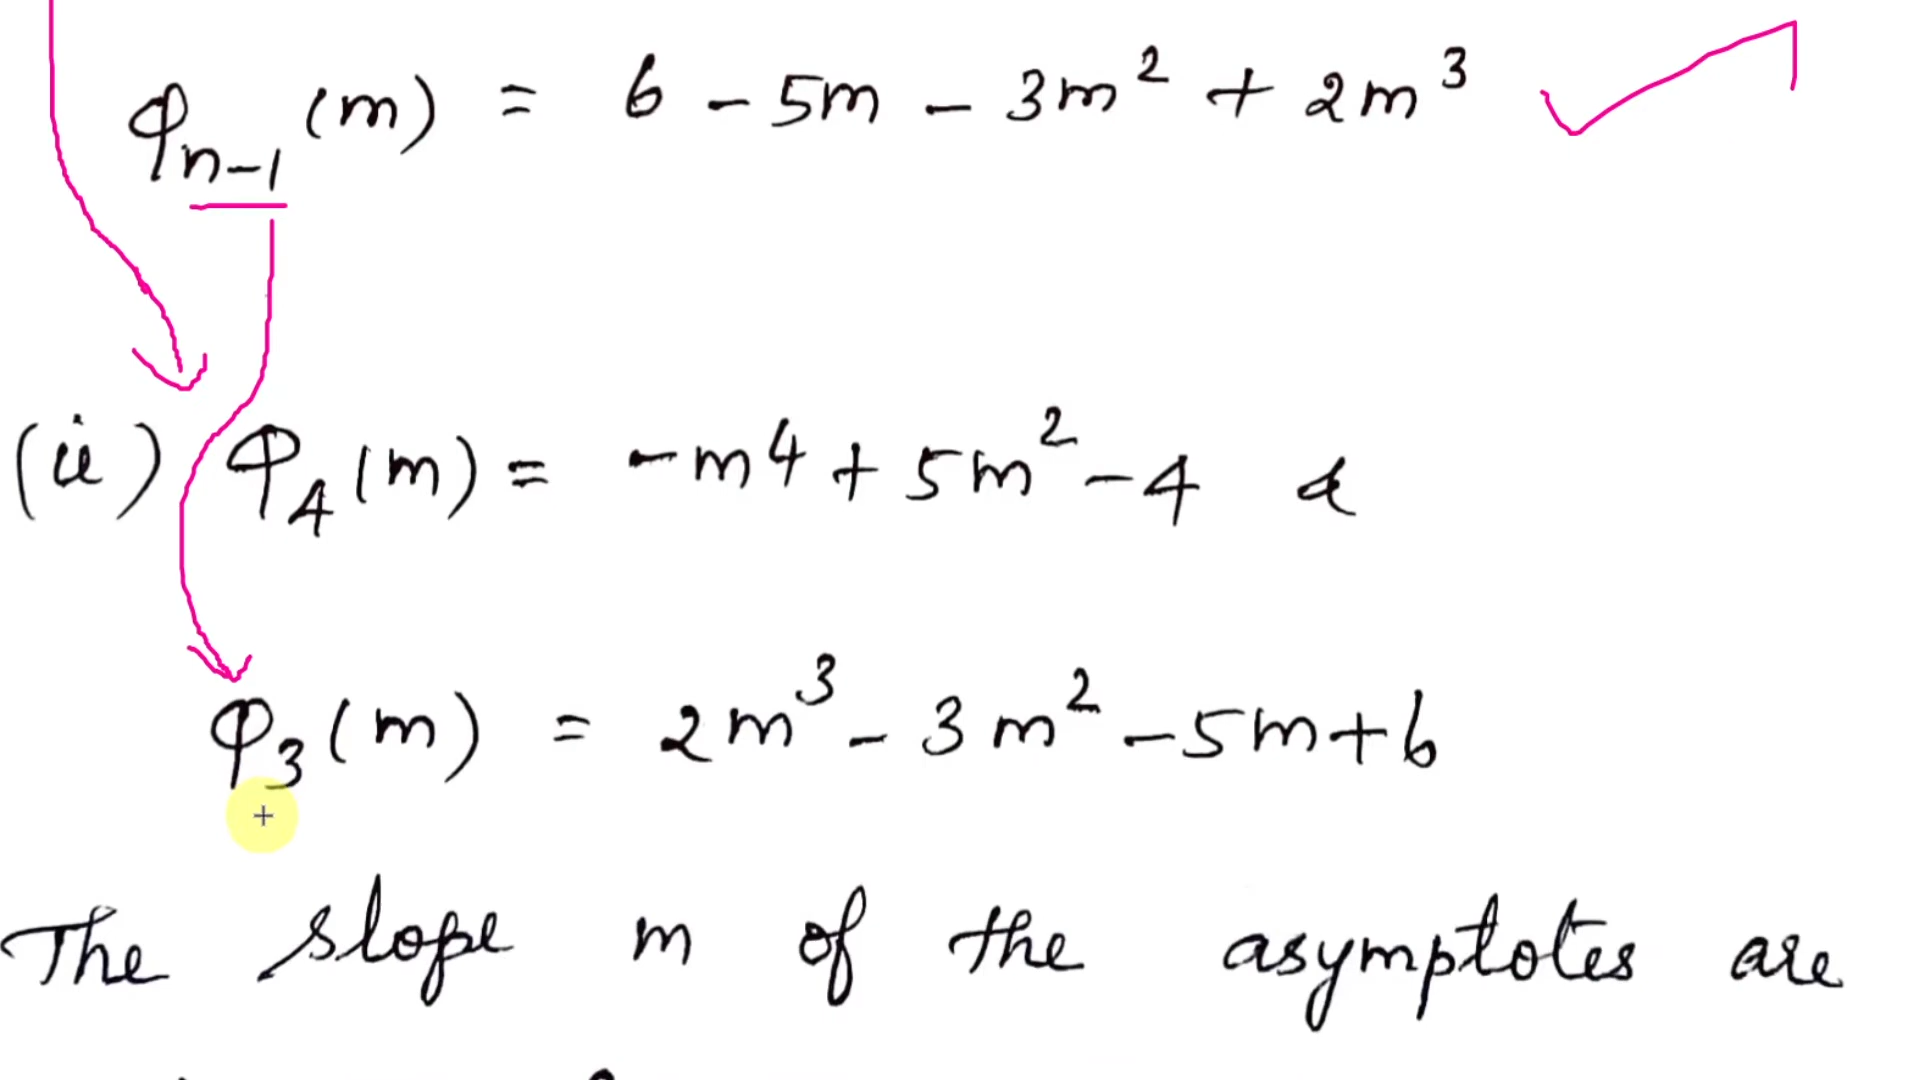 φₙ₋₁(m) = 6 - 5m - 3m² + 2m³
(ii) φ₄(m) = -m⁴ + 5m² - 4 &
φ₃(m) = 2m³ - 3m² - 5m + 6
The slope m of the asymptotes are